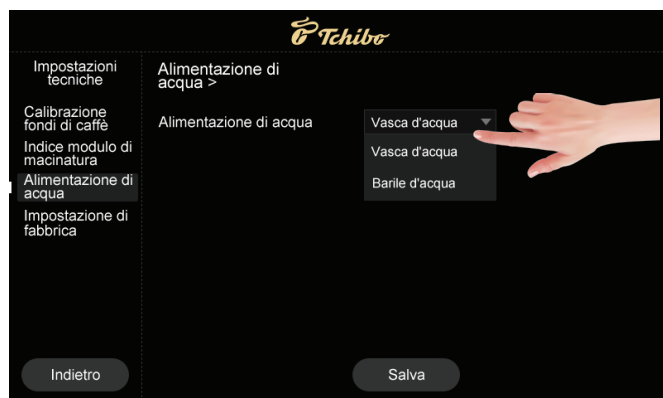 Tchibo
Impostazioni
tecniche
Calibrazione
fondi di caffè
Indice modulo di
macinatura
Alimentazione di
acqua
Impostazione di
fabbrica
Indietro
Alimentazione di
acqua >
Alimentazione di acqua
Vasca d'acqua
Vasca d'acqua
Barile d'acqua
Salva